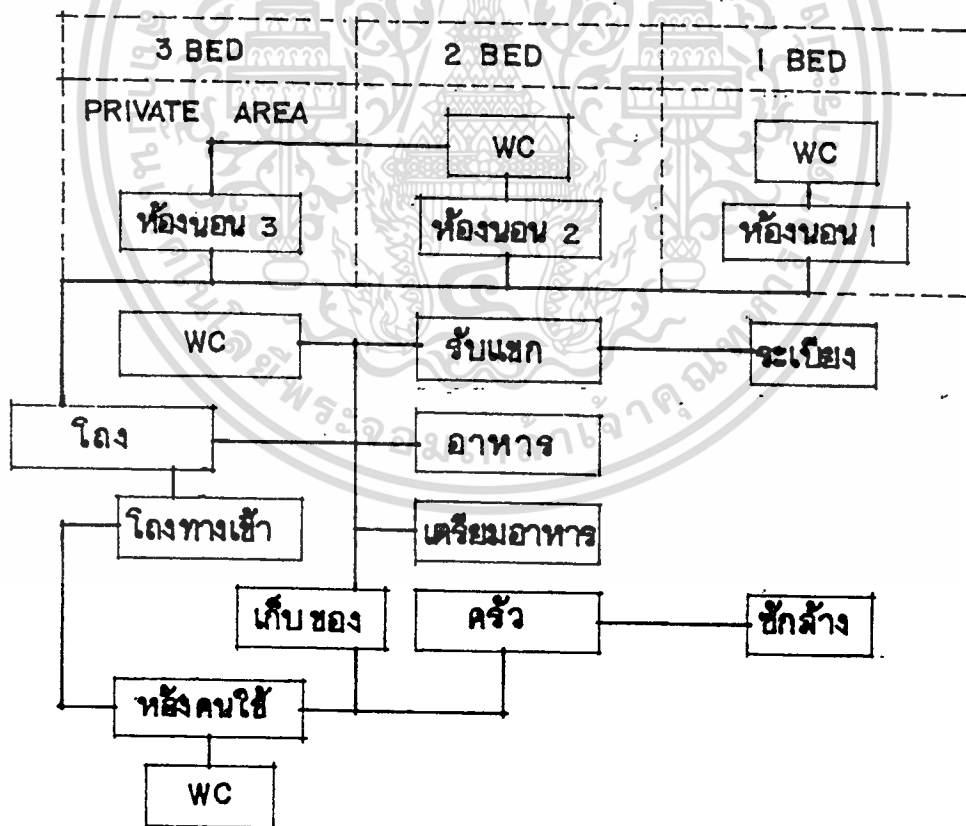 3 BED 2 BED 1 BED
PRIVATE AREA
WC WC
ห้องนอน 3 ห้องนอน 2 ห้องนอน 1
WC รับแขก ระเบียง
โถง อาหาร
โถงทางเข้า เตรียมอาหาร
เก็บของ ครัว ซักล้าง
หล้งคนใช้
WC